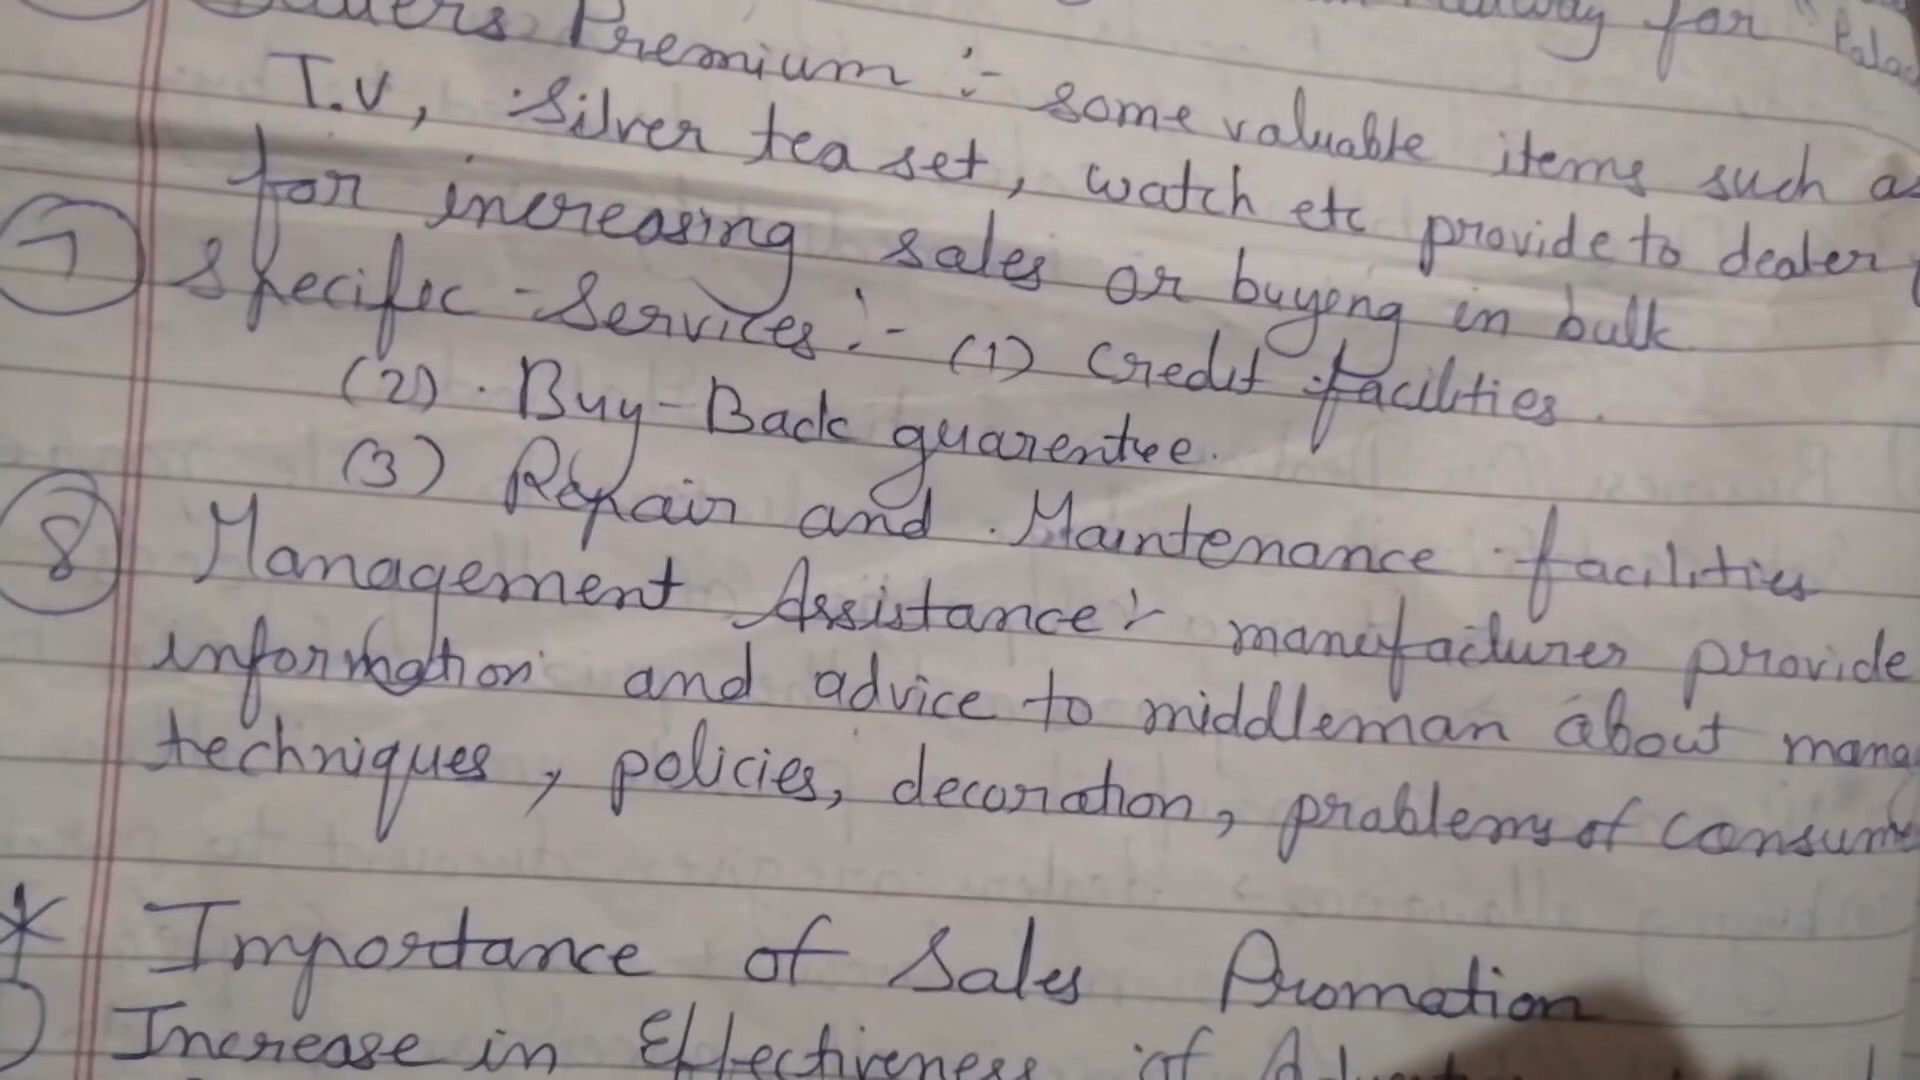 for "
Premium :- some valuable items such as
T.V, Silver tea set, watch etc provide to dealer
for increasing sales or buying in bulk
7 Specific-Services :- (1) Credit facilities.
(2). Buy-Back guarentee.
(3) Repair and Maintenance facilities
8 Management Assistance :- manufacturer provide
information and advice to middleman about
techniques, policies, decoration, problems of
* Importance of Sales Promotion
Increase in Effectiveness of